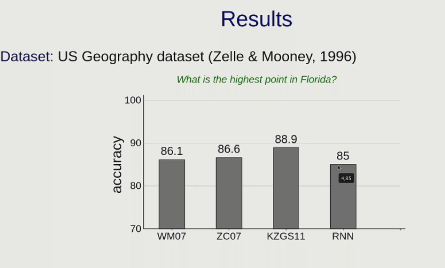 Results
Dataset: US Geography dataset (Zelle & Mooney, 1996)
What is the highest point in Florida?
100
90
80
70
accuracy
86.1
86.6
88.9
85
WM07
ZC07
KZGS11
RNN